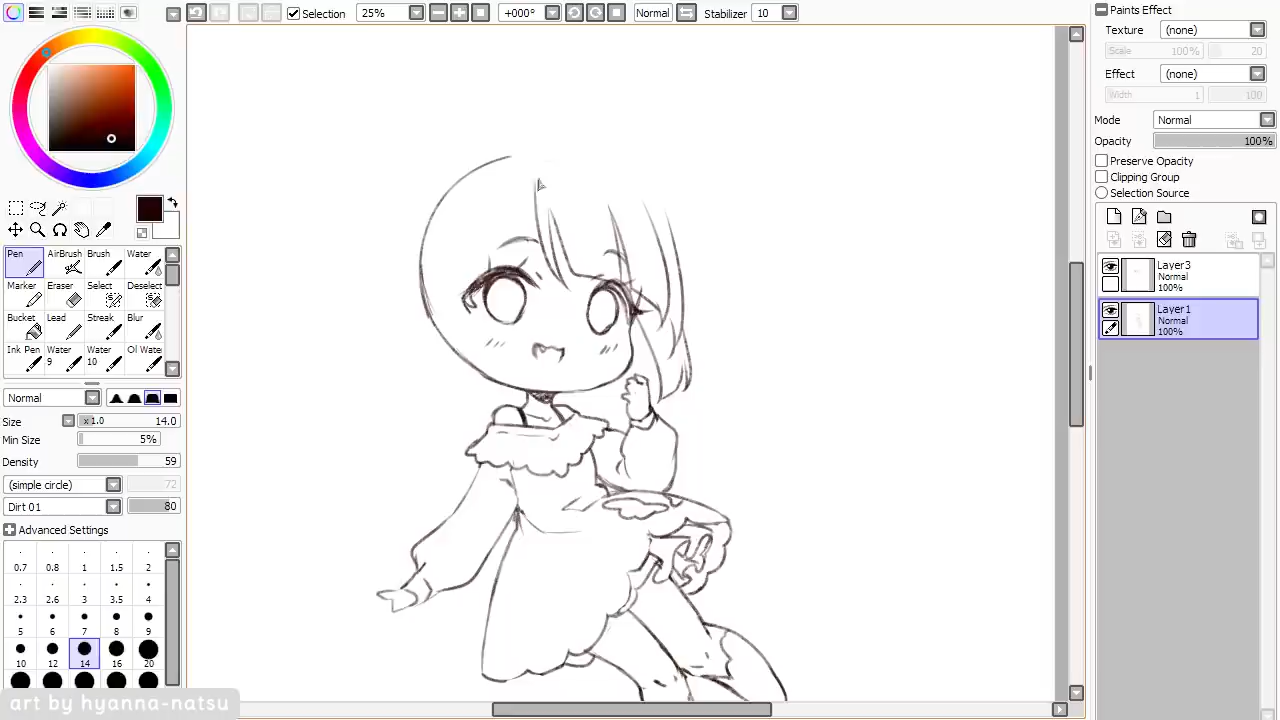 Selection 25% +000° Normal Stabilizer 10
Pen AirBrush Brush Water
Marker Eraser Select Deselect
Bucket Lead Streak Blur
Ink Pen Water 9 Water 10 Oil Water
Normal
Size x1.0 14.0
Min Size 5%
Density 59
(simple circle) 72
Dirt 01 80
Advanced Settings
0.7 0.8 1 1.5 2
2.3 2.6 3 3.5 4
5 6 7 8 9
10 12 14 16 20
art by hyanna-natsu
Paints Effect
Texture (none)
Scale 100% 20
Effect (none)
Width 1 100
Mode Normal
Opacity 100%
Preserve Opacity
Clipping Group
Selection Source
Layer3
Normal
100%
Layer1
Normal
100%